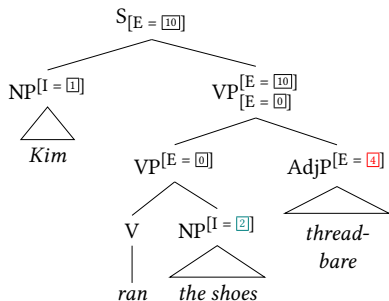 S[E = 10]
NP[I = 1] VP[E = 10][E = 0]
Kim
VP[E = 0] AdjP[E = 4]
V NP[I = 2] thread-
bare
ran the shoes